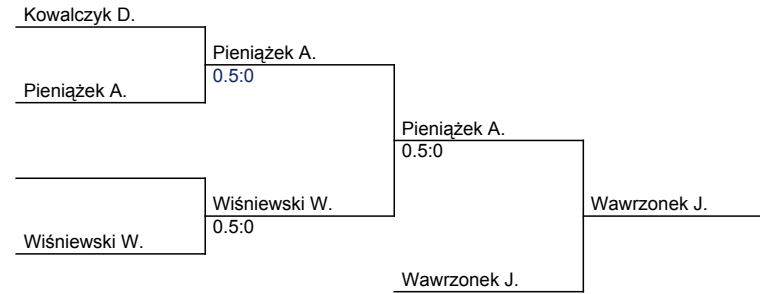 Kowalczyk D.
Pieniążek A.
0.5:0
Pieniążek A.
Pieniążek A.
0.5:0
Wiśniewski W.
0.5:0
Wawrzonek J.
Wiśniewski W.
Wawrzonek J.